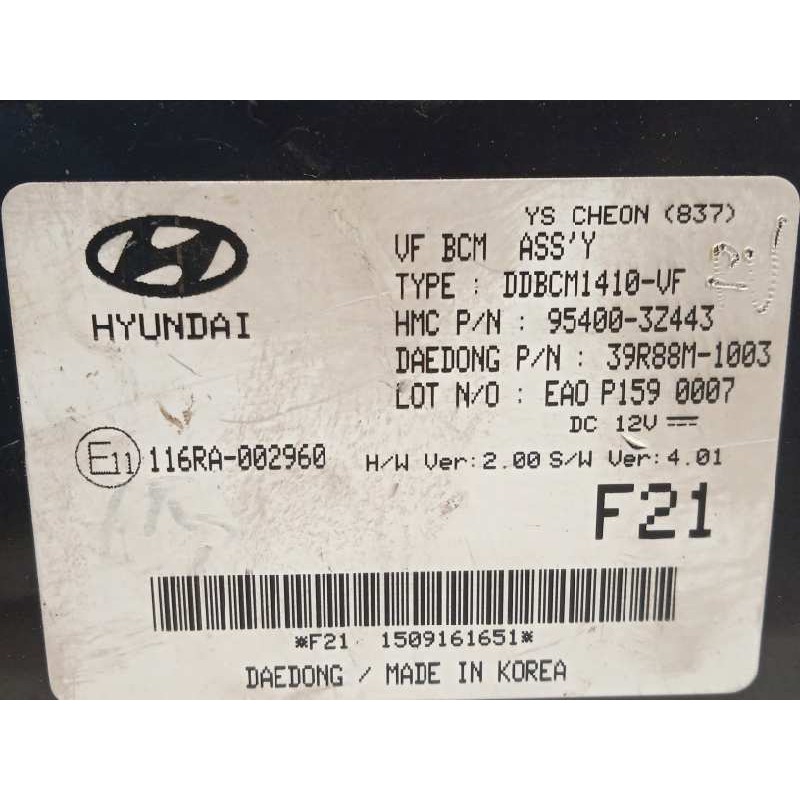 YS CHEON (837)
VF BCM ASS'Y
TYPE : DDBCM1410-VF
HYUNDAI
HMC P/N : 95400-3Z443
DAEDONG P/N : 39R88M-1003
LOT N/O : EAO P159 0007
DC 12V
E11 116RA-002960
H/W Ver:2.00 S/W Ver:4.01
F21
*F21 1509161651*
DAEDONG / MADE IN KOREA